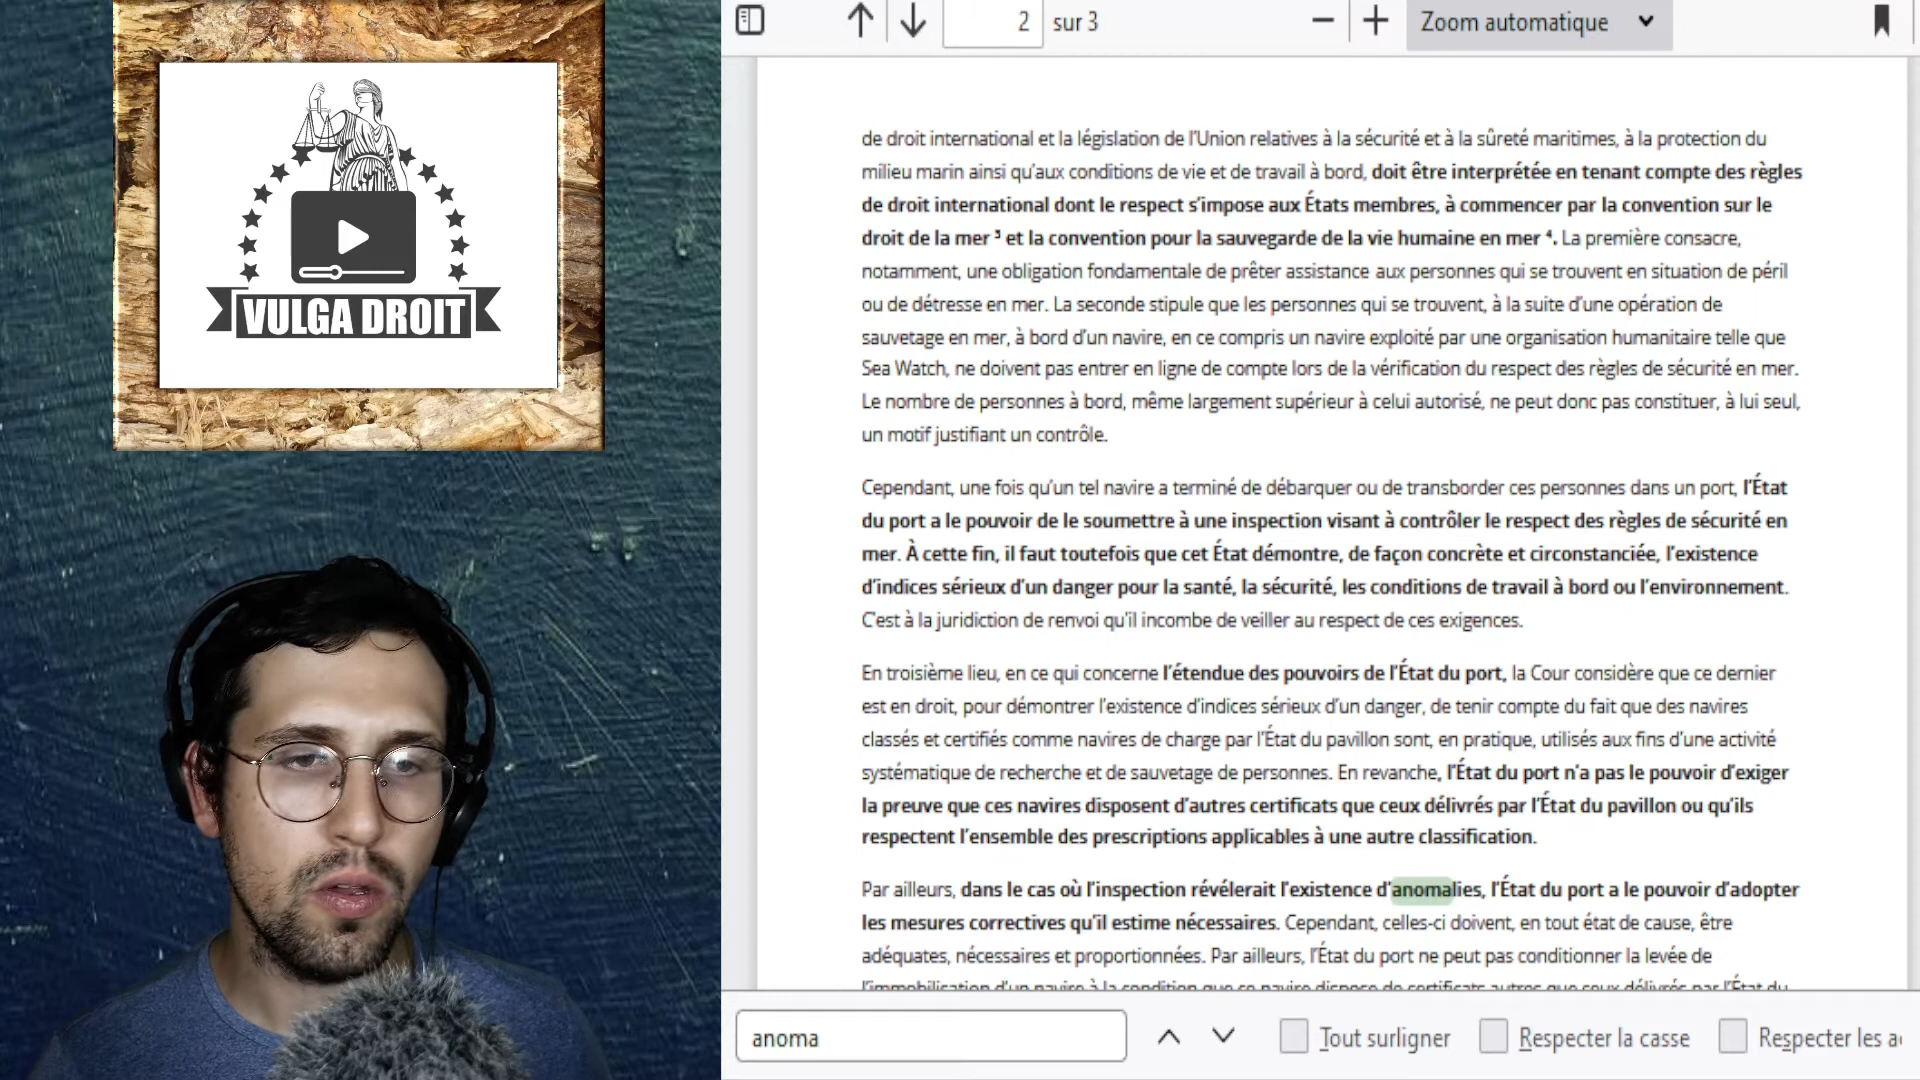 VULGA DROIT
2 sur 3
Zoom automatique
de droit international et la législation de l'Union relatives à la sécurité et à la sûreté maritimes, à la protection du
milieu marin ainsi qu'aux conditions de vie et de travail à bord, doit être interprétée en tenant compte des règles
de droit international dont le respect s'impose aux États membres, à commencer par la convention sur le
droit de la mer ³ et la convention pour la sauvegarde de la vie humaine en mer ⁴. La première consacre,
notamment, une obligation fondamentale de prêter assistance aux personnes qui se trouvent en situation de péril
ou de détresse en mer. La seconde stipule que les personnes qui se trouvent, à la suite d'une opération de
sauvetage en mer, à bord d'un navire, en ce compris un navire exploité par une organisation humanitaire telle que
Sea Watch, ne doivent pas entrer en ligne de compte lors de la vérification du respect des règles de sécurité en mer.
Le nombre de personnes à bord, même largement supérieur à celui autorisé, ne peut donc pas constituer, à lui seul,
un motif justifiant un contrôle.
Cependant, une fois qu'un tel navire a terminé de débarquer ou de transborder ces personnes dans un port, l'État
du port a le pouvoir de le soumettre à une inspection visant à contrôler le respect des règles de sécurité en
mer. À cette fin, il faut toutefois que cet État démontre, de façon concrète et circonstanciée, l'existence
d'indices sérieux d'un danger pour la santé, la sécurité, les conditions de travail à bord ou l'environnement.
C'est à la juridiction de renvoi qu'il incombe de veiller au respect de ces exigences.
En troisième lieu, en ce qui concerne l'étendue des pouvoirs de l'État du port, la Cour considère que ce dernier
est en droit, pour démontrer l'existence d'indices sérieux d'un danger, de tenir compte du fait que des navires
classés et certifiés comme navires de charge par l'État du pavillon sont, en pratique, utilisés aux fins d'une activité
systématique de recherche et de sauvetage de personnes. En revanche, l'État du port n'a pas le pouvoir d'exiger
la preuve que ces navires disposent d'autres certificats que ceux délivrés par l'État du pavillon ou qu'ils
respectent l'ensemble des prescriptions applicables à une autre classification.
Par ailleurs, dans le cas où l'inspection révélerait l'existence d'anomalies, l'État du port a le pouvoir d'adopter
les mesures correctives qu'il estime nécessaires. Cependant, celles-ci doivent, en tout état de cause, être
adéquates, nécessaires et proportionnées. Par ailleurs, l'État du port ne peut pas conditionner la levée de
l'immobilisation d'un navire à la condition que ce navire dispose de certificats autres que ceux délivrés par l'État du
anoma
Tout surligner
Respecter la casse
Respecter les a